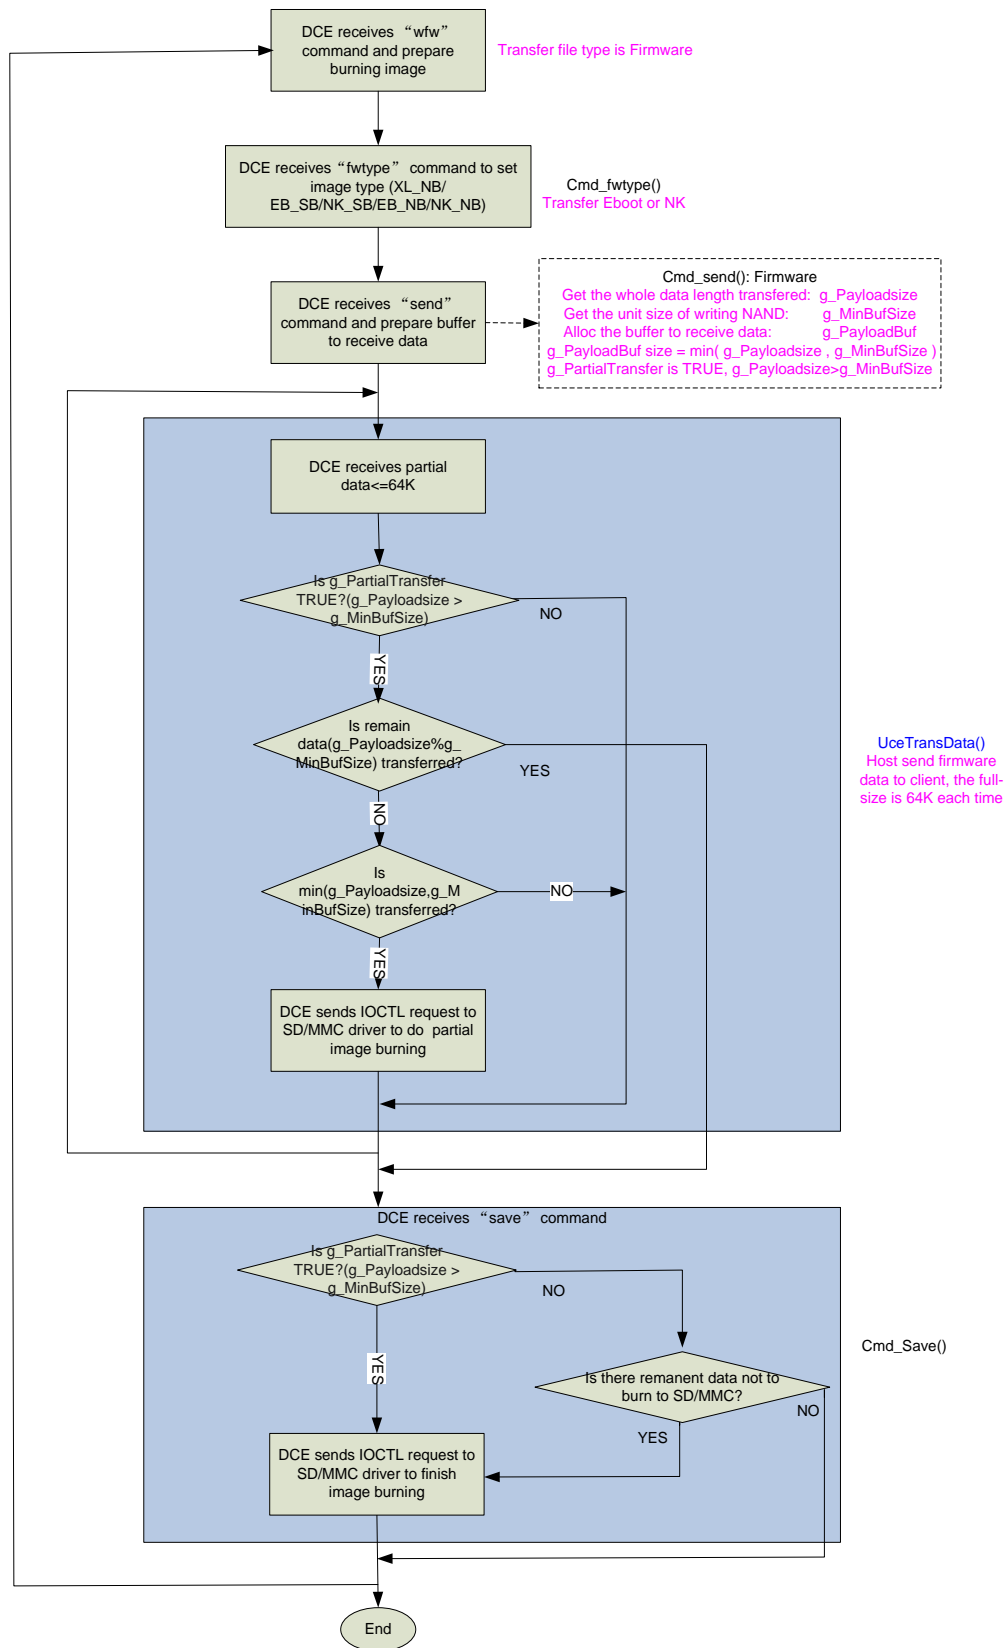 DCE receives “wfw”
command and prepare
burning image
Transfer file type is Firmware
DCE receives “fwtype” command to set
image type (XL_NB/
EB_SB/NK_SB/EB_NB/NK_NB)
Cmd_fwtype()
Transfer Eboot or NK
DCE receives “send”
command and prepare buffer
to receive data
Cmd_send(): Firmware
Get the whole data length transfered: g_Payloadsize
Get the unit size of writing NAND: g_MinBufSize
Alloc the buffer to receive data: g_PayloadBuf
g_PayloadBuf size = min( g_Payloadsize , g_MinBufSize )
g_PartialTransfer is TRUE, g_Payloadsize>g_MinBufSize
DCE receives partial
data<=64K
Is g_PartialTransfer
TRUE?(g_Payloadsize >
g_MinBufSize)
NO
YES
Is remain
data(g_Payloadsize%g_
MinBufSize) transferred?
YES
NO
UceTransData()
Host send firmware
data to client, the full-
size is 64K each time
Is
min(g_Payloadsize,g_M
inBufSize) transferred?
NO
YES
DCE sends IOCTL request to
SD/MMC driver to do partial
image burning
DCE receives “save” command
Is g_PartialTransfer
TRUE?(g_Payloadsize >
g_MinBufSize)
NO
YES
Cmd_Save()
Is there remanent data not to
burn to SD/MMC?
NO
YES
DCE sends IOCTL request to
SD/MMC driver to finish
image burning
End